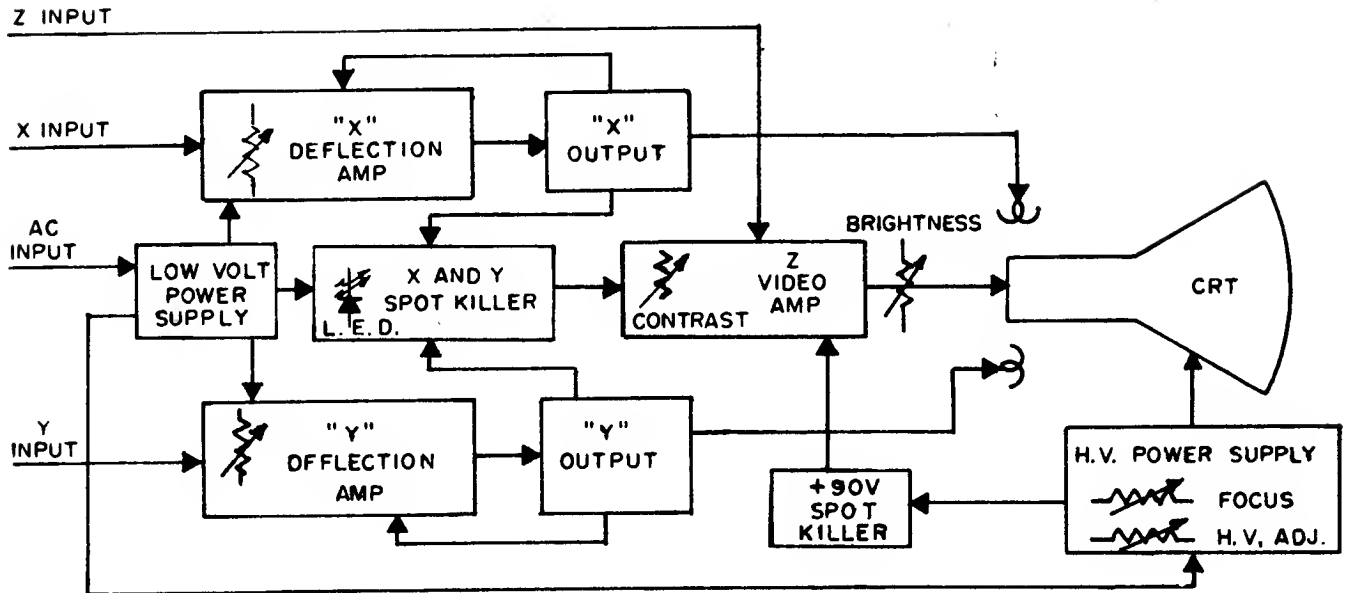 Z INPUT
X INPUT
"X"
DEFLECTION
AMP
"X"
OUTPUT
AC
INPUT
LOW VOLT
POWER
SUPPLY
X AND Y
SPOT KILLER
L.E.D.
Z
VIDEO
AMP
CONTRAST
BRIGHTNESS
CRT
Y
INPUT
"Y"
DFFLECTION
AMP
"Y"
OUTPUT
+90V
SPOT
KILLER
H.V. POWER SUPPLY
FOCUS
H.V. ADJ.